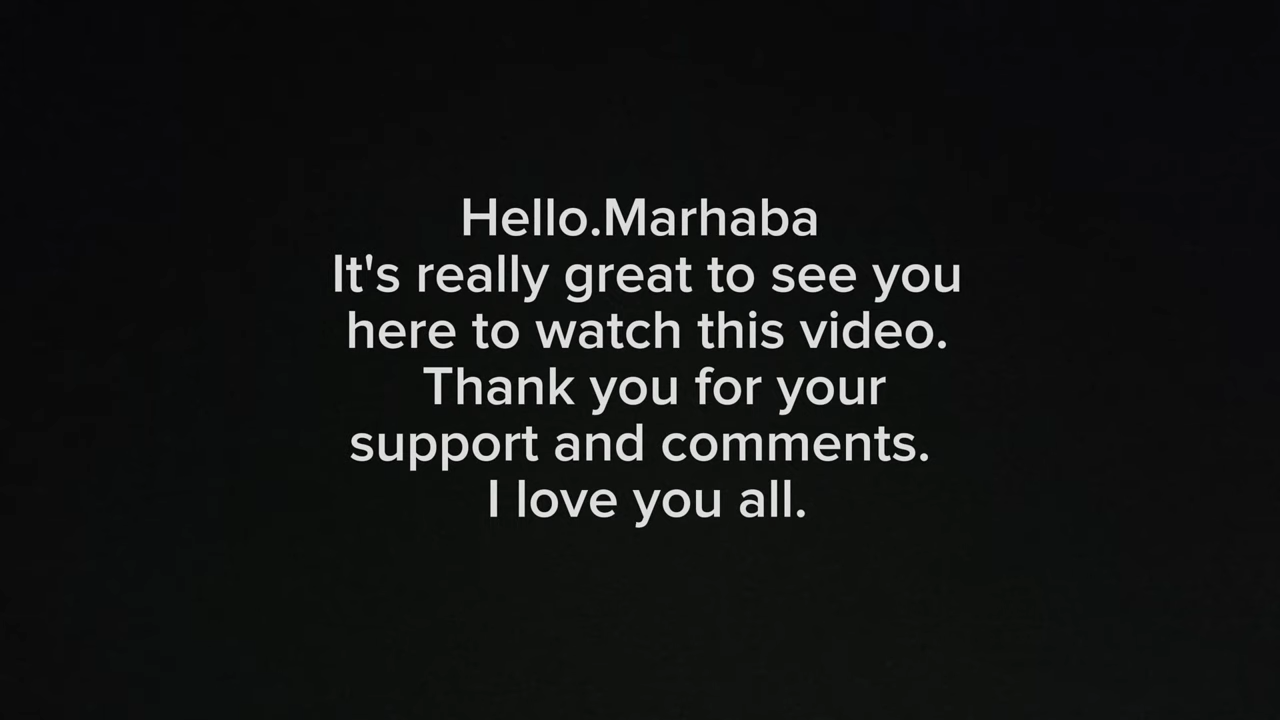 Hello.Marhaba
It's really great to see you
here to watch this video.
Thank you for your
support and comments.
I love you all.